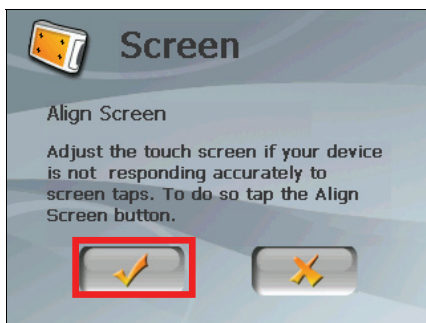 Screen
Align Screen
Adjust the touch screen if your device
is not responding accurately to
screen taps. To do so tap the Align
Screen button.